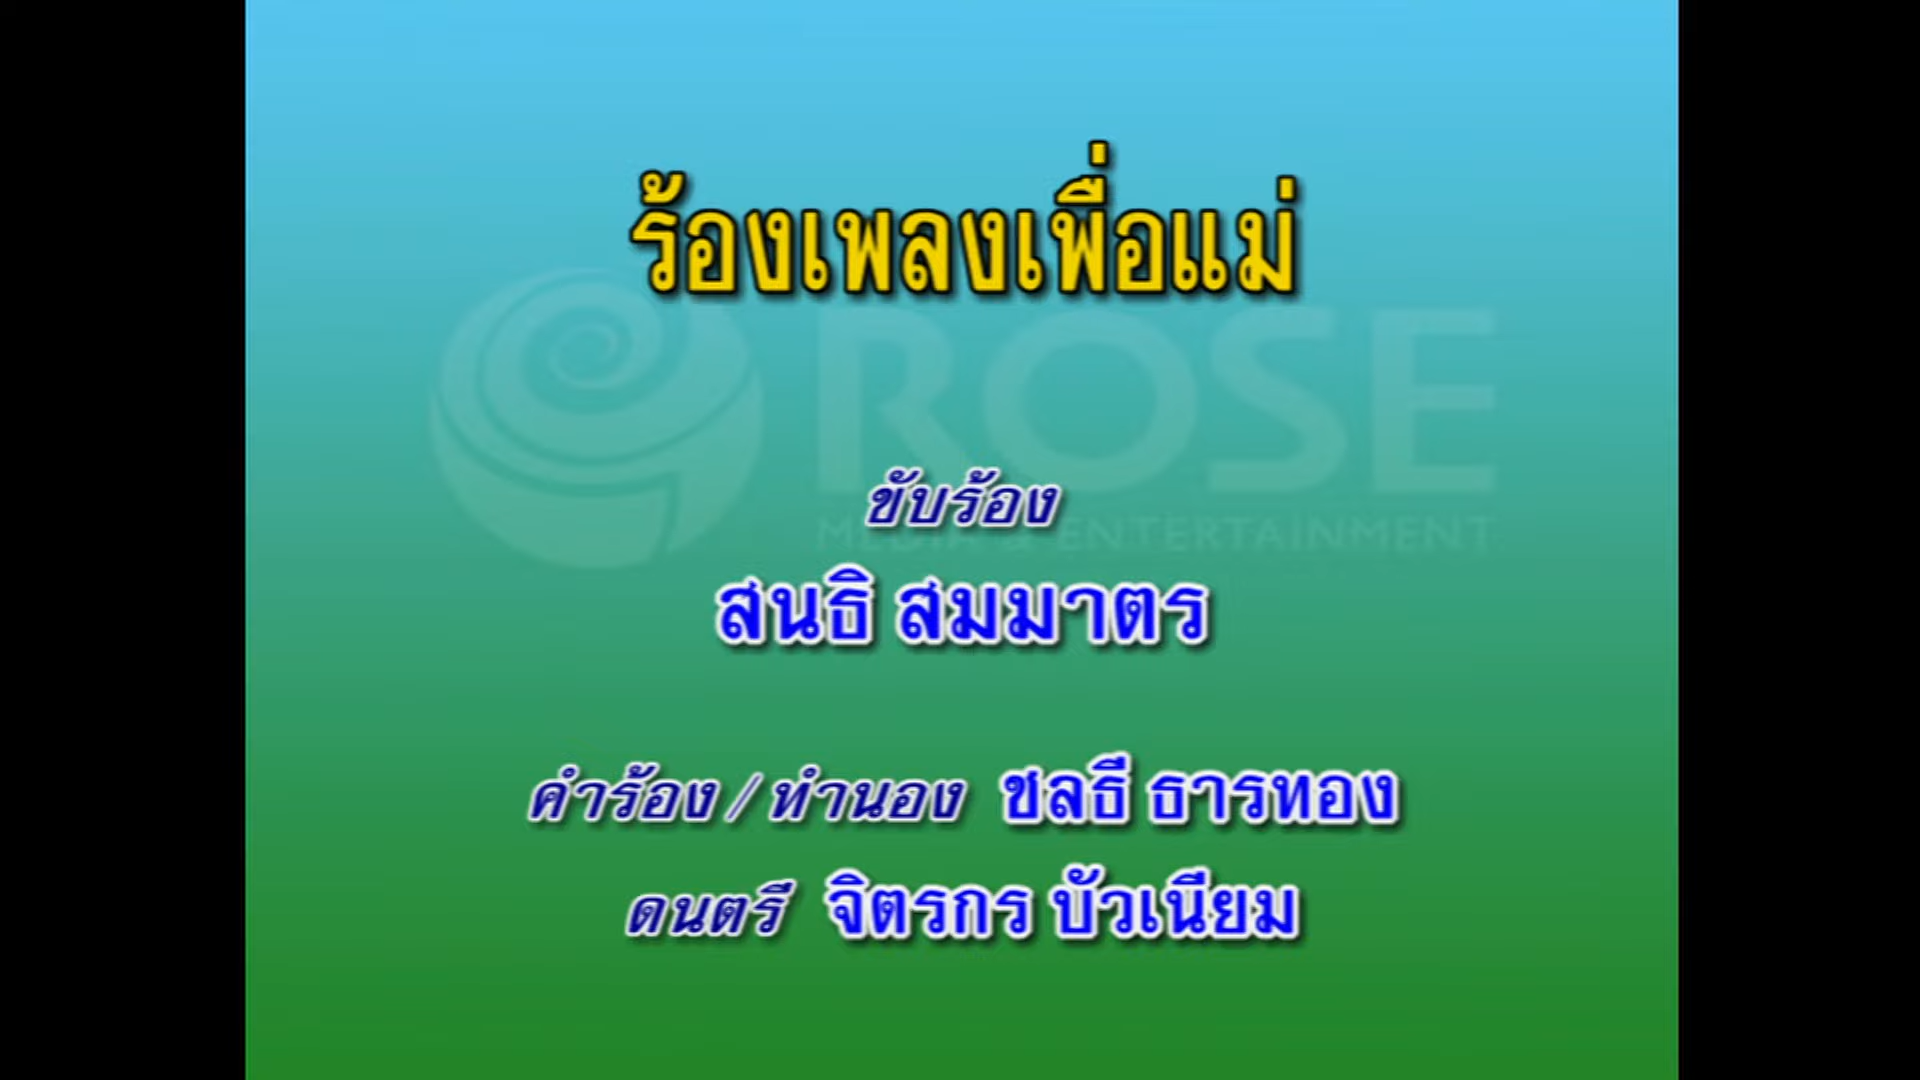 ร้องเพลงเพื่อแม่
ROSE
MEDIA & ENTERTAINMENT
ขับร้อง
สนธิ สมมาตร
คำร้อง / ทำนอง ชลธี ธารทอง
ดนตรี จิตรกร บัวเนียม